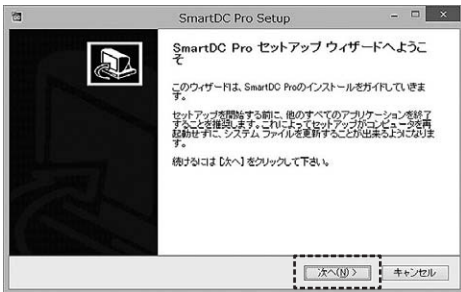 SmartDC Pro Setup
SmartDC Pro セットアップ ウィザードへようこ
そ
このウィザードは、SmartDC Proのインストールをガイドしていきま
す。
セットアップを開始する前に、他のすべてのアプリケーションを終了
することを推奨します。これによってセットアップがコンピュータを再
起動せずに、システム ファイルを更新することが出来るようになりま
す。
続けるには [次へ] をクリックして下さい。
次へ(N) >
キャンセル